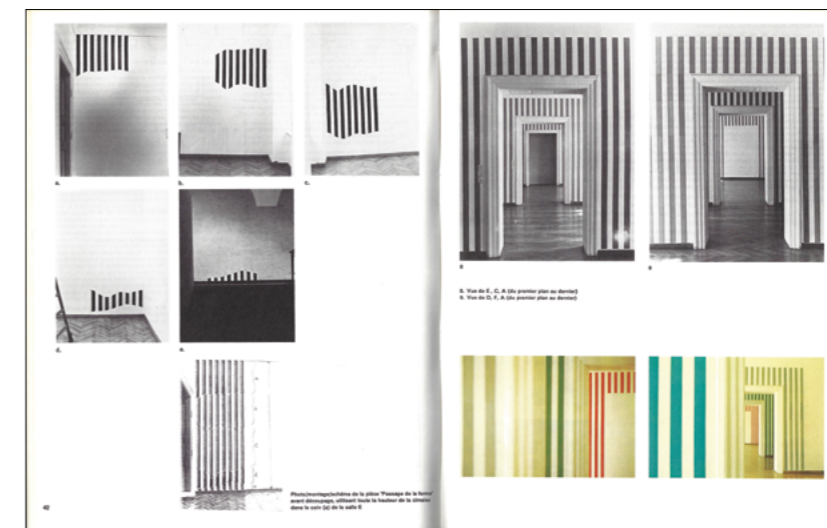 a.
b.
c.
d.
e.
Photo/montage/schéma de la pièce 'Passage de la
avant découpage, utilisant toute la hauteur de la
dans le coin (a) de la salle E
42
8
9
8. Vue de E, C, A (du premier plan au dernier)
9. Vue de D, F, A (du premier plan au dernier)